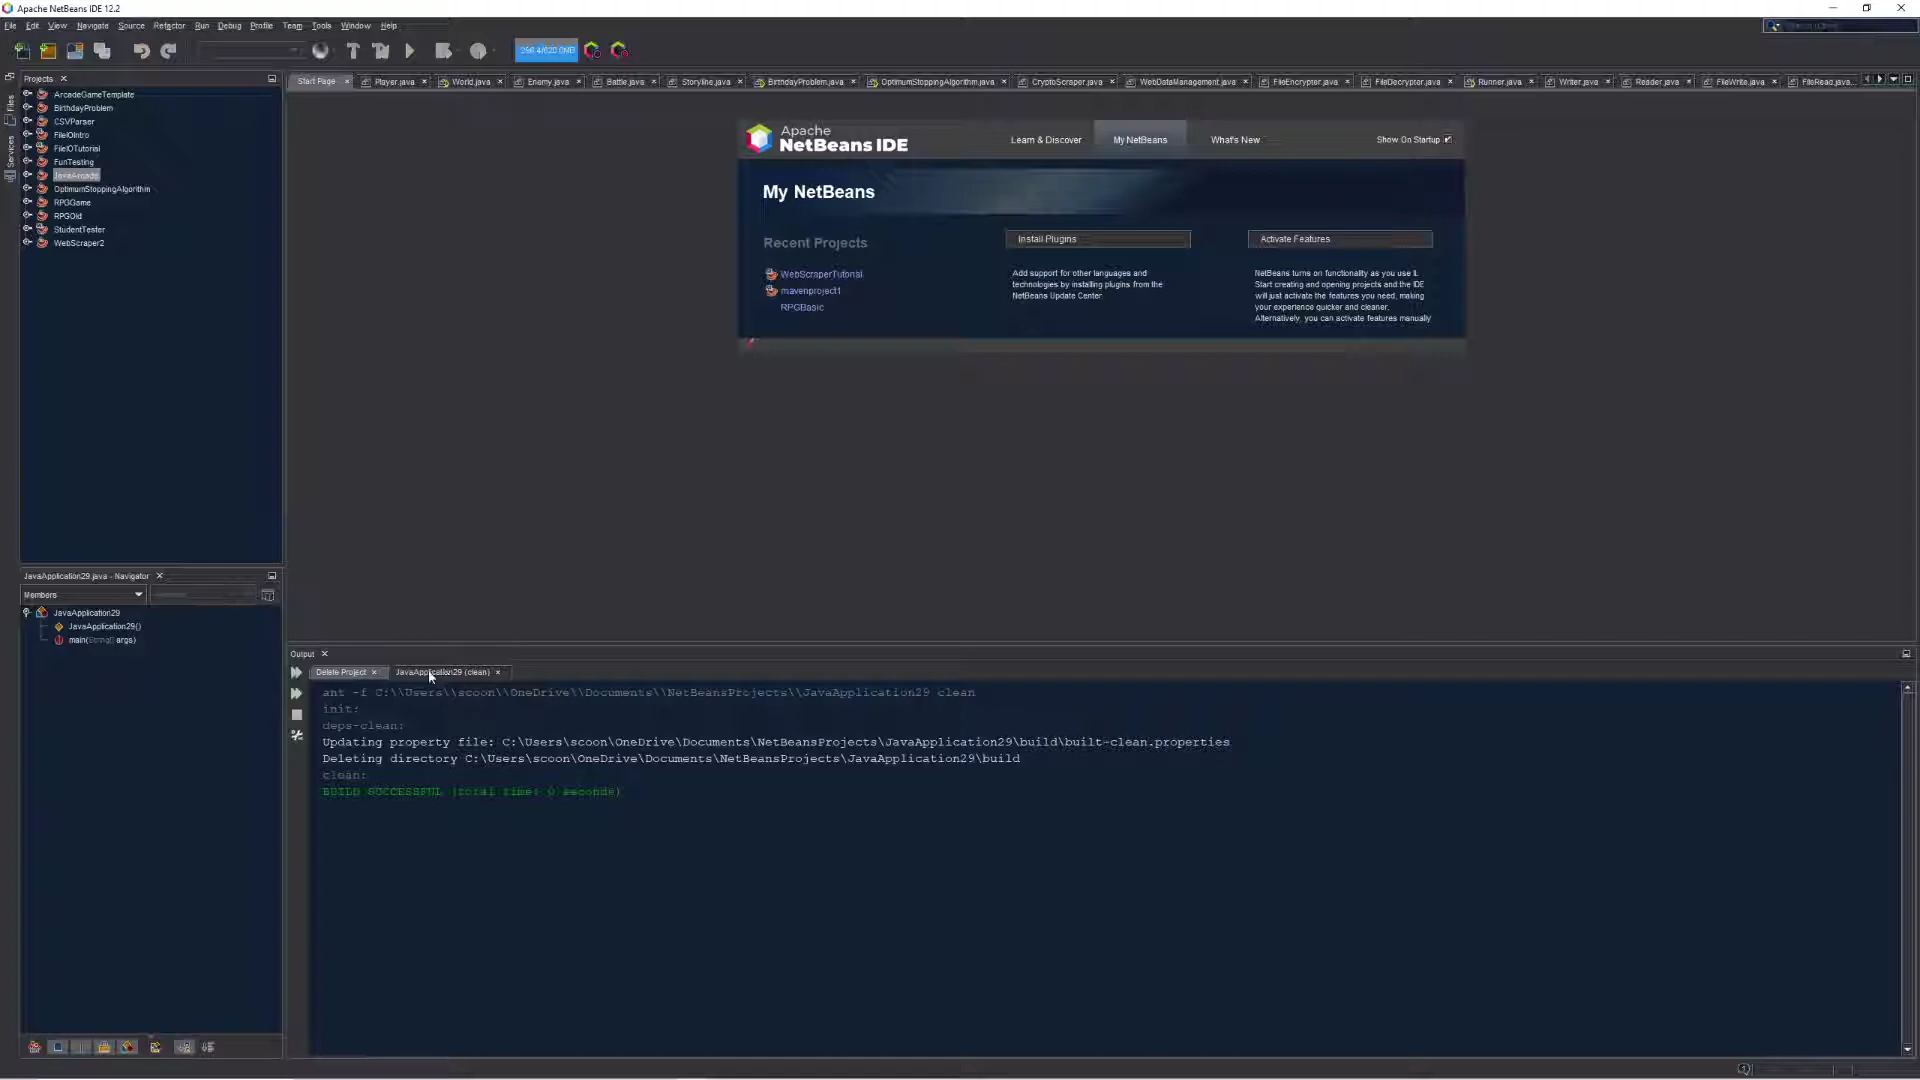 Apache NetBeans IDE 12.2
File Edit View Navigate Source Refactor Run Debug Profile Team Tools Window Help
Projects
Start Page Player.java World.java Enemy.java Battle.java Storyline.java BirthdayProblem.java OptimumStoppingAlgorithm.java CryptoScraper.java WebDataManagement.java FileEncrypter.java FileDecrypter.java Runner.java Writer.java Reader.java FileWrite.java FileRead.java...
Files
Services
ArcadeGameTemplate
BirthdayProblem
CSVParser
FileIOIntro
FileIOTutorial
FunTesting
JavaArcade
OptimumStoppingAlgorithm
RPGGame
RPGOld
StudentTester
WebScraper2
Apache
NetBeans IDE
Learn & Discover My NetBeans What's New Show On Startup
My NetBeans
Recent Projects
WebScraperTutorial
mavenproject1
RPGBasic
Install Plugins
Add support for other languages and
technologies by installing plugins from the
NetBeans Update Center
Activate Features
NetBeans turns on functionality as you use it.
Start creating and opening projects and the IDE
will just activate the features you need, making
your experience quicker and cleaner.
Alternatively, you can activate features manually
JavaApplication29.java - Navigator
Members
JavaApplication29
JavaApplication29()
main(String[] args)
Output
Delete Project JavaApplication29 (clean)
ant -f C:\\Users\\scoon\\OneDrive\\Documents\\NetBeansProjects\\JavaApplication29 clean
init:
deps-clean:
Updating property file: C:\Users\scoon\OneDrive\Documents\NetBeansProjects\JavaApplication29\build\built-clean.properties
Deleting directory C:\Users\scoon\OneDrive\Documents\NetBeansProjects\JavaApplication29\build
clean:
BUILD SUCCESSFUL (total time: 0 seconds)